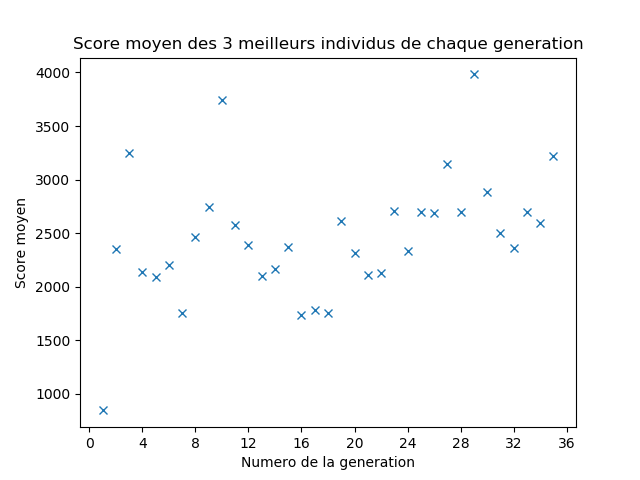 Score moyen des 3 meilleurs individus de chaque generation
4000
3500
3000
2500
2000
1500
1000
Score moyen
0 4 8 12 16 20 24 28 32 36
Numero de la generation